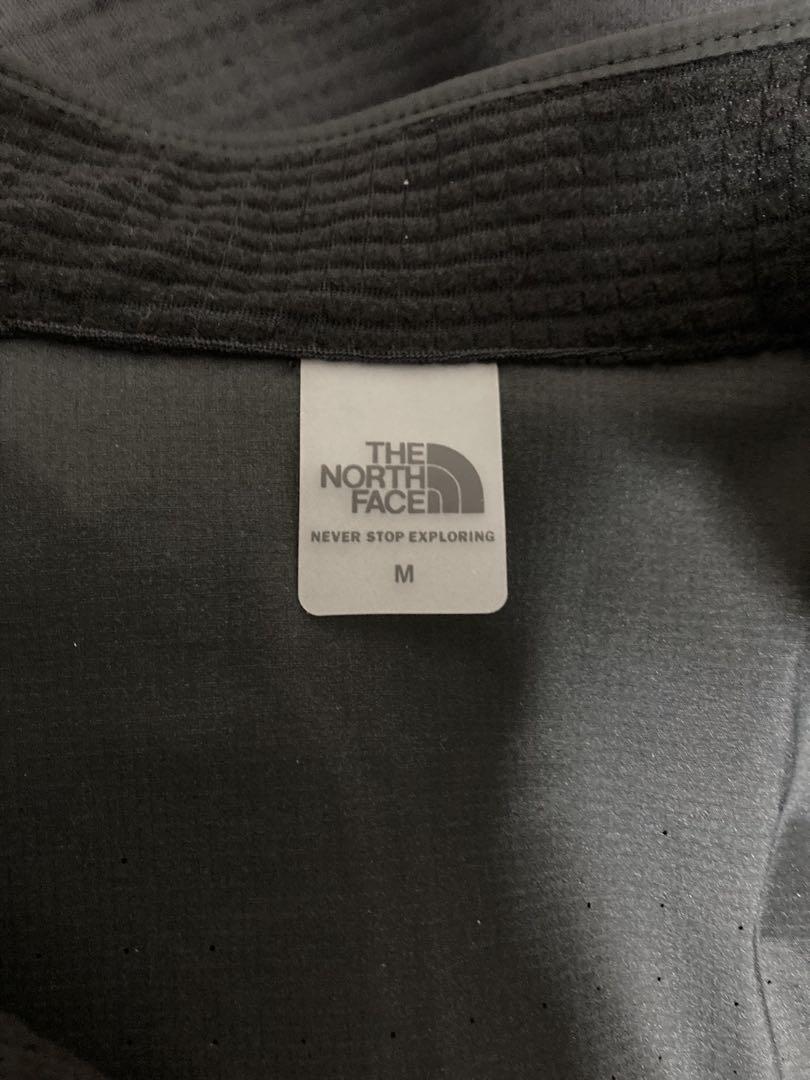 THE
NORTH
FACE
NEVER STOP EXPLORING
M